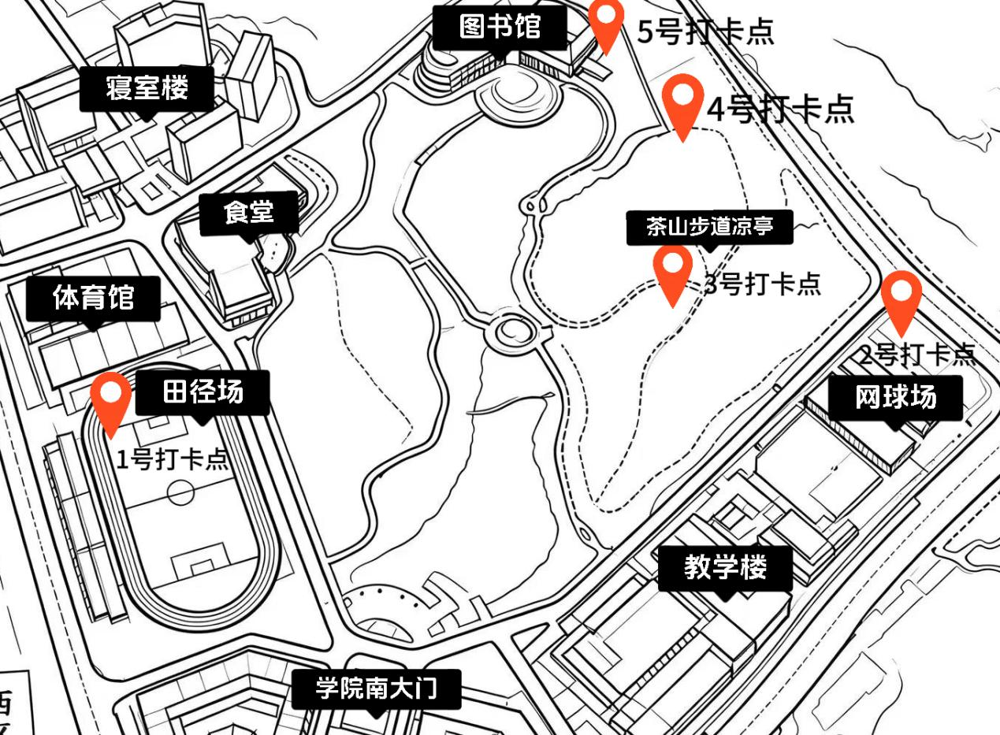 图书馆
5号打卡点
寝室楼
4号打卡点
食堂
茶山步道凉亭
3号打卡点
体育馆
2号打卡点
田径场
网球场
1号打卡点
教学楼
学院南大门
西